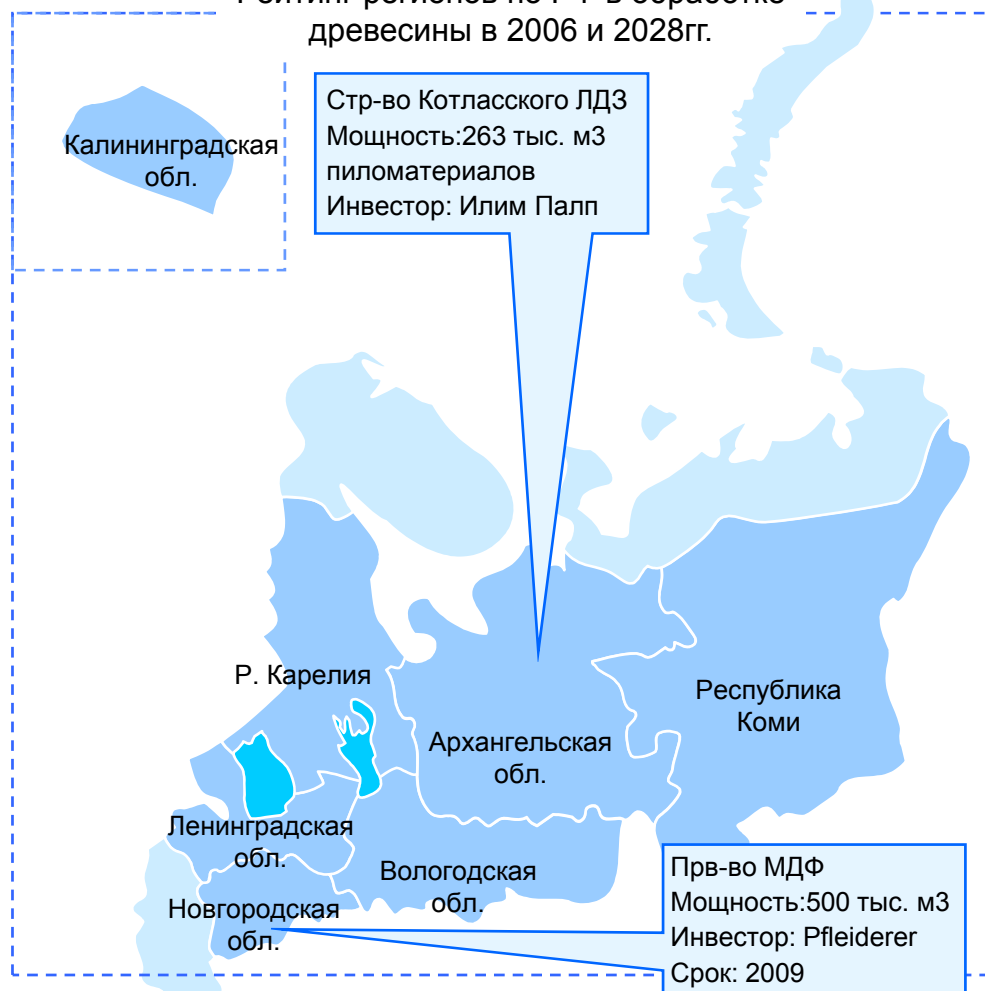 древесины в 2006 и 2028гг.
Калининградская
обл.
Стр-во Котласского ЛДЗ
Мощность:263 тыс. м3
пиломатериалов
Инвестор: Илим Палп
Р. Карелия
Республика
Коми
Архангельская
обл.
Ленинградская
обл.
Вологодская
обл.
Новгородская
обл.
Прв-во МДФ
Мощность:500 тыс. м3
Инвестор: Pfleiderer
Срок: 2009